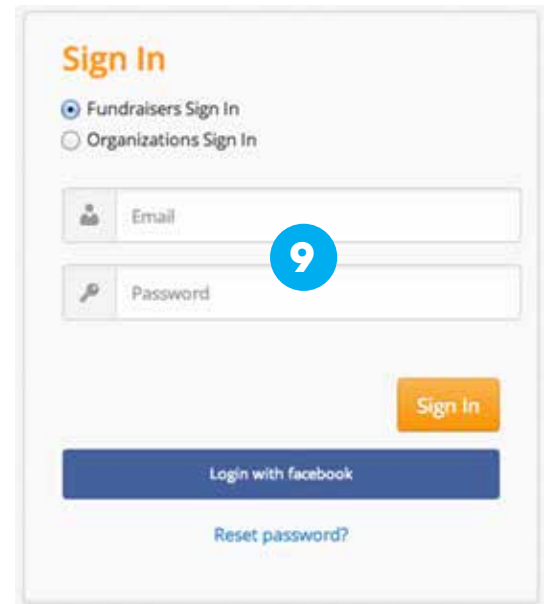 Sign In
Fundraisers Sign In
Organizations Sign In
Email
9
Password
Sign In
Login with facebook
Reset password?